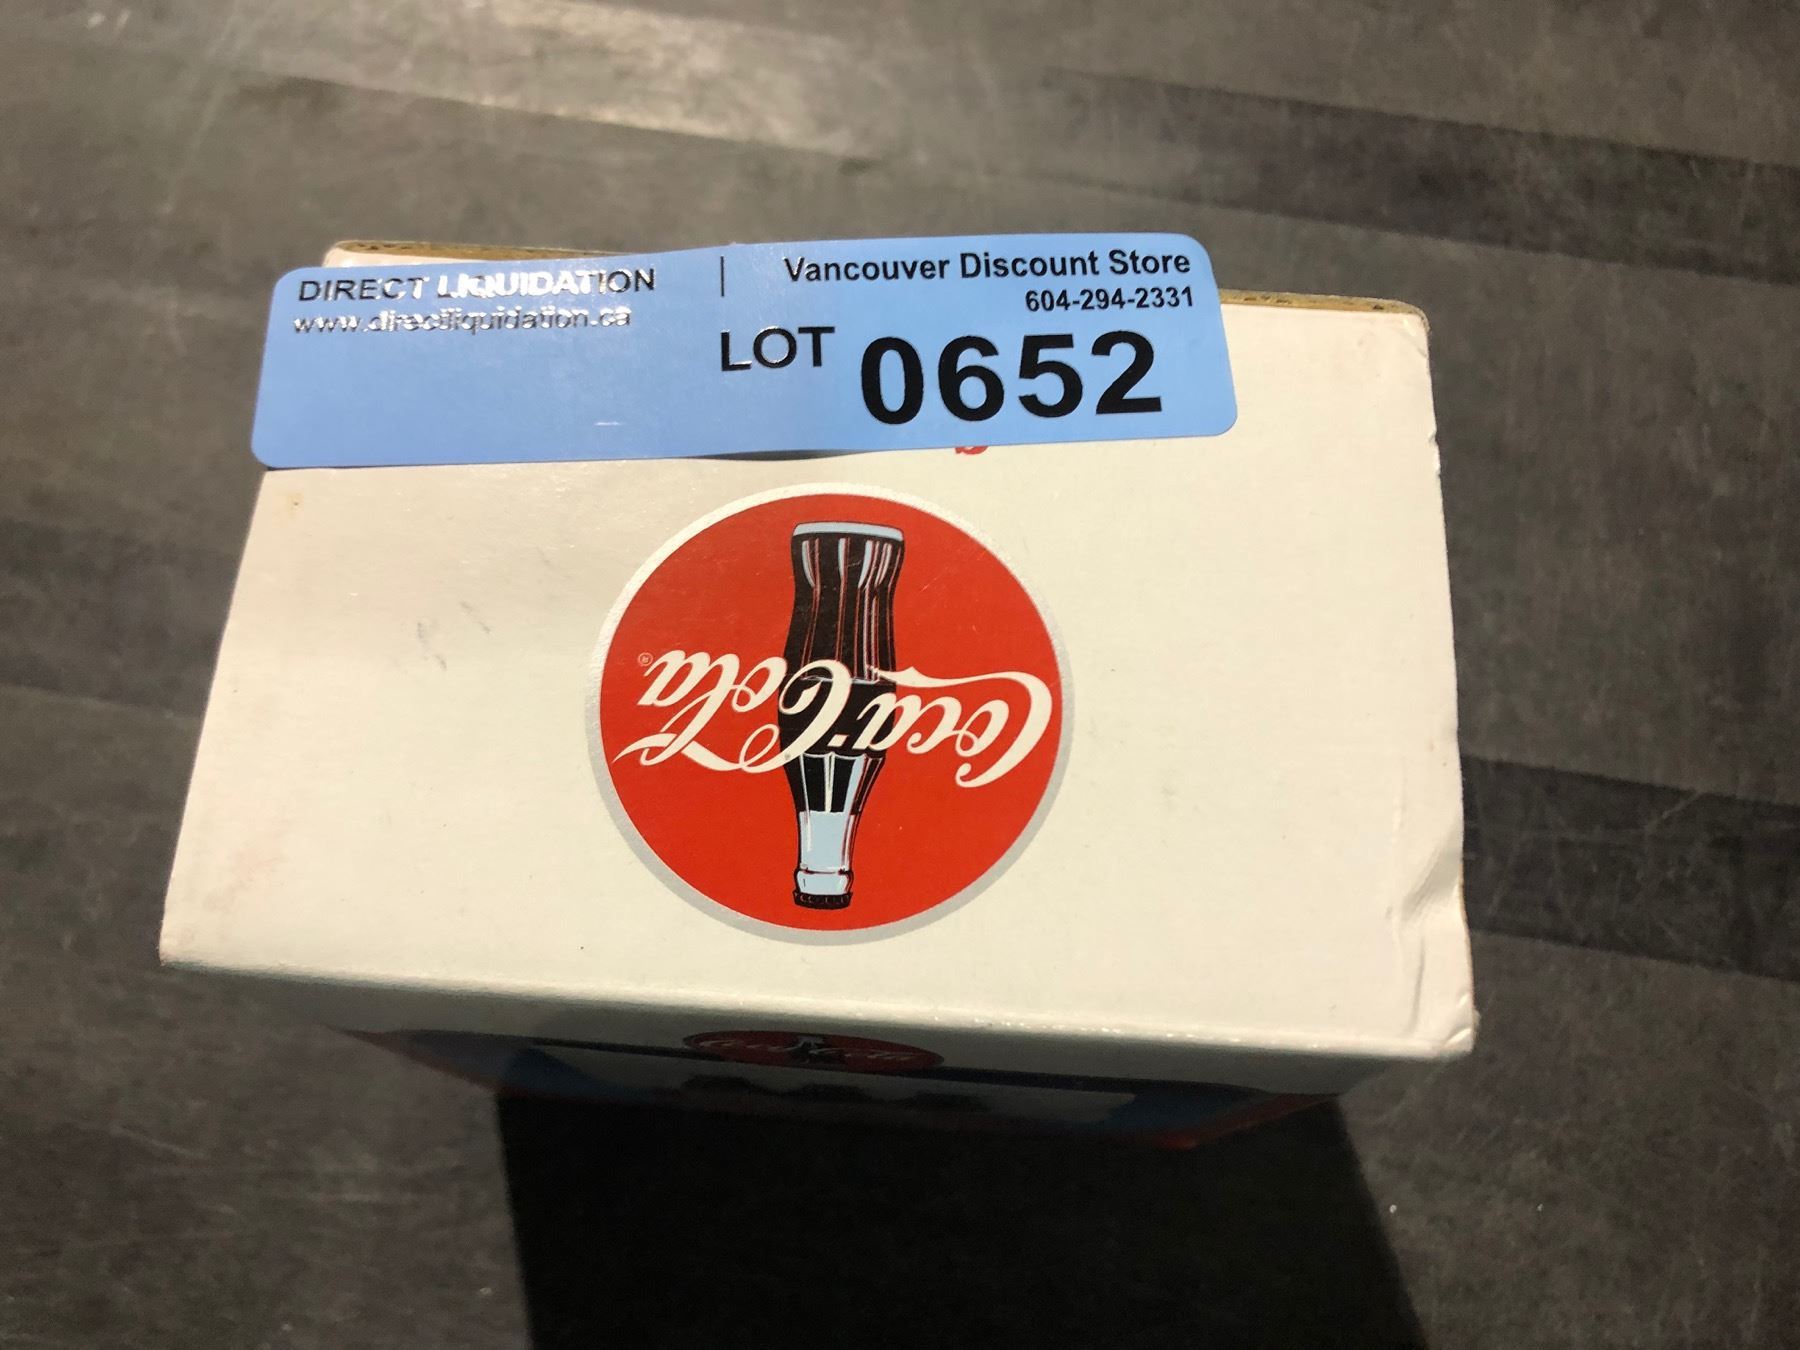 DIRECT LIQUIDATION
www.directliquidation.ca
Vancouver Discount Store
604-294-2331
LOT 0652
Coca-Cola®